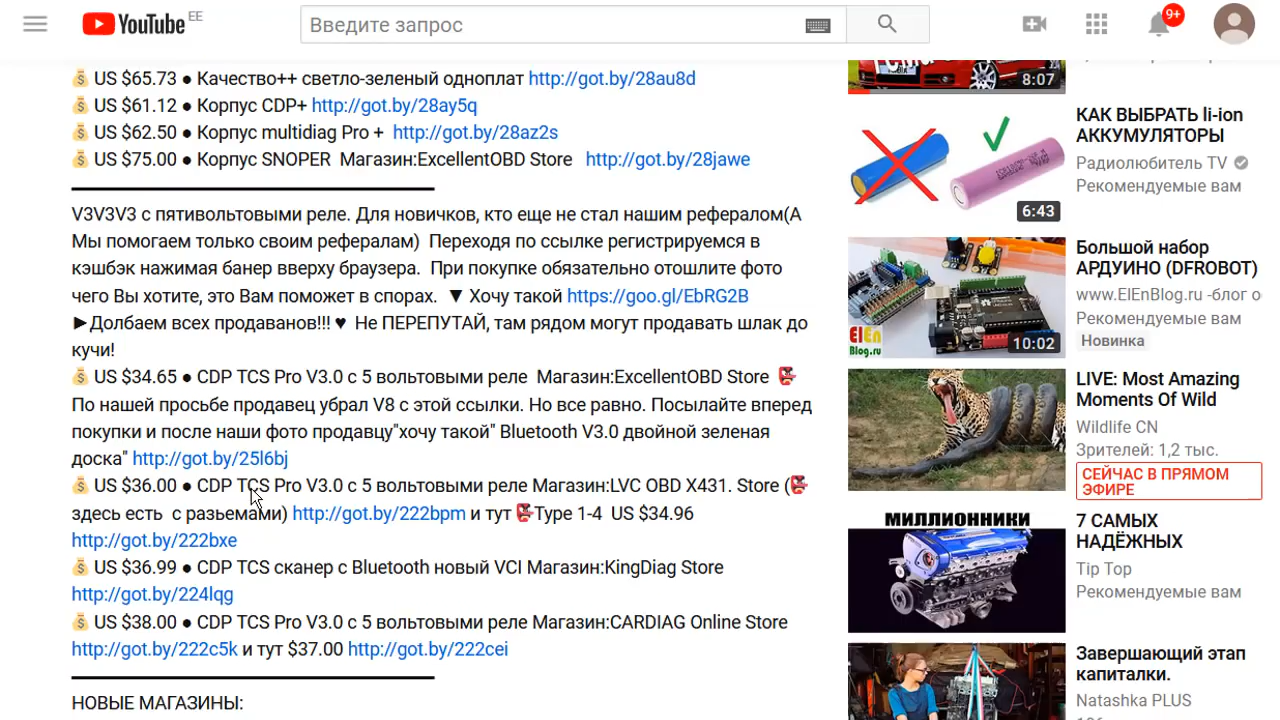 YouTube EE
Введите запрос
9+
US $65.73 ● Качество++ светло-зеленый одноплат http://got.by/28au8d
US $61.12 ● Корпус CDP+ http://got.by/28ay5q
US $62.50 ● Корпус multidiag Pro + http://got.by/28az2s
US $75.00 ● Корпус SNOPER Магазин:ExcellentOBD Store http://got.by/28jawe
V3V3V3 с пятивольтовыми реле. Для новичков, кто еще не стал нашим рефералом(А
Мы помогаем только своим рефералам) Переходя по ссылке регистрируемся в
кэшбэк нажимая банер вверху браузера. При покупке обязательно отошлите фото
чего Вы хотите, это Вам поможет в спорах. ▼ Хочу такой https://goo.gl/EbRG2B
►Долбаем всех продаванов!!! ♥ Не ПЕРЕПУТАЙ, там рядом могут продавать шлак до
кучи!
US $34.65 ● CDP TCS Pro V3.0 с 5 вольтовыми реле Магазин:ExcellentOBD Store
По нашей просьбе продавец убрал V8 с этой ссылки. Но все равно. Посылайте вперед
покупки и после наши фото продавцу"хочу такой" Bluetooth V3.0 двойной зеленая
доска" http://got.by/25l6bj
US $36.00 ● CDP TCS Pro V3.0 с 5 вольтовыми реле Магазин:LVC OBD X431. Store (
здесь есть с разьемами) http://got.by/222bpm и тут Type 1-4 US $34.96
http://got.by/222bxe
US $36.99 ● CDP TCS сканер с Bluetooth новый VCI Магазин:KingDiag Store
http://got.by/224lqg
US $38.00 ● CDP TCS Pro V3.0 с 5 вольтовыми реле Магазин:CARDIAG Online Store
http://got.by/222c5k и тут $37.00 http://got.by/222cei
НОВЫЕ МАГАЗИНЫ:
8:07
КАК ВЫБРАТЬ li-ion
АККУМУЛЯТОРЫ
Радиолюбитель TV
Рекомендуемые вам
6:43
Большой набор
АРДУИНО (DFROBOT)
www.ElEnBlog.ru -блог о
Рекомендуемые вам
Новинка
ElEn
Blog.ru
10:02
LIVE: Most Amazing
Moments Of Wild
Wildlife CN
Зрителей: 1,2 тыс.
СЕЙЧАС В ПРЯМОМ
ЭФИРЕ
МИЛЛИОННИКИ
7 САМЫХ
НАДЁЖНЫХ
Tip Top
Рекомендуемые вам
Завершающий этап
капиталки.
Natashka PLUS